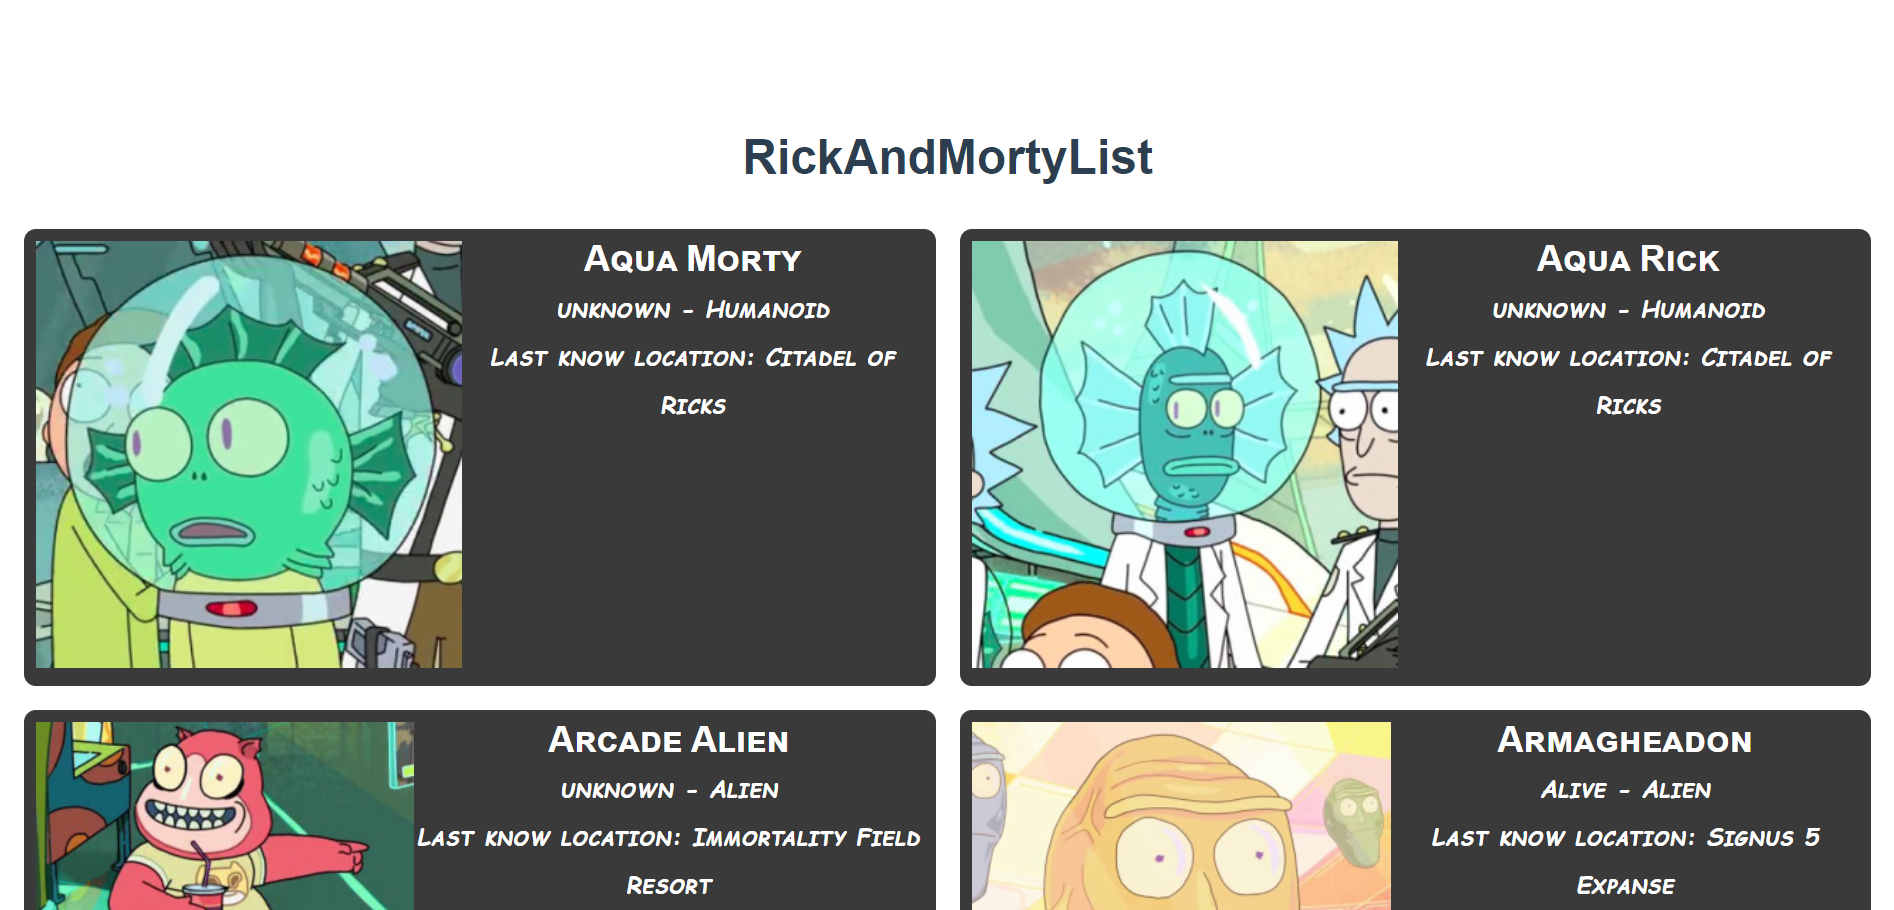 RickAndMortyList
Aqua Morty
unknown - Humanoid
Last know location: Citadel of
Ricks
Aqua Rick
unknown - Humanoid
Last know location: Citadel of
Ricks
Arcade Alien
unknown - Alien
Last know location: Immortality Field
Resort
Armagheadon
Alive - Alien
Last know location: Signus 5
Expanse